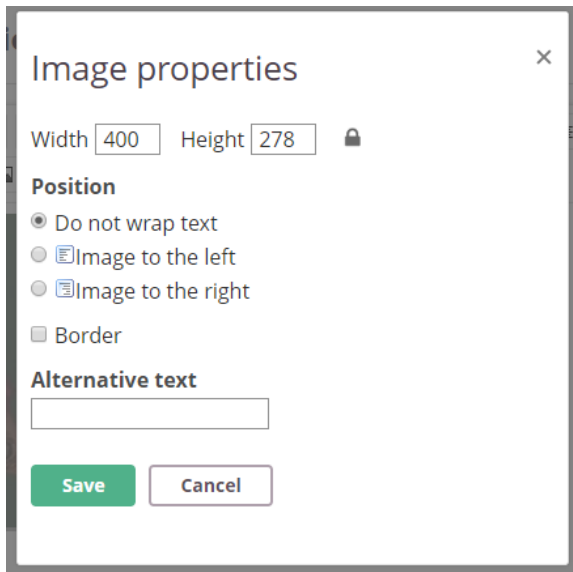 Image properties
Width 400 Height 278
Position
Do not wrap text
Image to the left
Image to the right
Border
Alternative text
Save Cancel